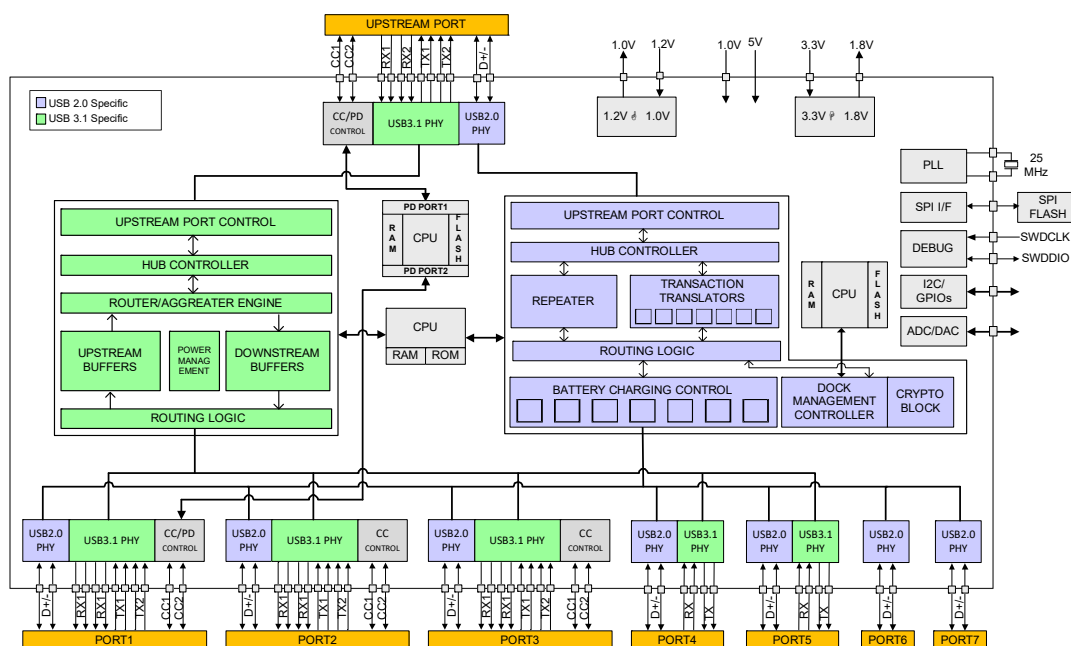 UPSTREAM PORT
CC1
CC2
RX1
RX2
TX1
TX2
D+/-
1.0V
1.2V
1.0V
5V
3.3V
1.8V
USB 2.0 Specific
USB 3.1 Specific
CC/PD
CONTROL
USB3.1 PHY
USB2.0
PHY
1.2V
1.0V
3.3V
1.8V
PLL
25
MHz
SPI I/F
SPI
FLASH
DEBUG
SWDCLK
SWDDIO
I2C/
GPIOs
ADC/DAC
UPSTREAM PORT CONTROL
HUB CONTROLLER
ROUTER/AGGREATER ENGINE
UPSTREAM
BUFFERS
POWER
MANAG
EMENT
DOWNSTREAM
BUFFERS
ROUTING LOGIC
PD PORT1
RAM
CPU
FLASH
PD PORT2
CPU
RAM
ROM
UPSTREAM PORT CONTROL
HUB CONTROLLER
REPEATER
TRANSACTION
TRANSLATORS
ROUTING LOGIC
BATTERY CHARGING CONTROL
RAM
CPU
FLASH
DOCK
MANAGEMENT
CONTROLLER
CRYPTO
BLOCK
USB2.0
PHY
USB3.1 PHY
CC/PD
CONTROL
USB2.0
PHY
USB3.1 PHY
CC
CONTROL
USB2.0
PHY
USB3.1 PHY
CC
CONTROL
USB2.0
PHY
USB3.1
PHY
USB2.0
PHY
USB3.1
PHY
USB2.0
PHY
USB2.0
PHY
D+/-
RX1
RX1
TX1
TX2
CC1
CC2
D+/-
RX1
RX1
TX1
TX2
CC1
CC2
D+/-
RX1
RX1
TX1
TX2
CC1
CC2
D+/-
RX
TX
D+/-
RX
TX
D+/-
D+/-
PORT1
PORT2
PORT3
PORT4
PORT5
PORT6
PORT7